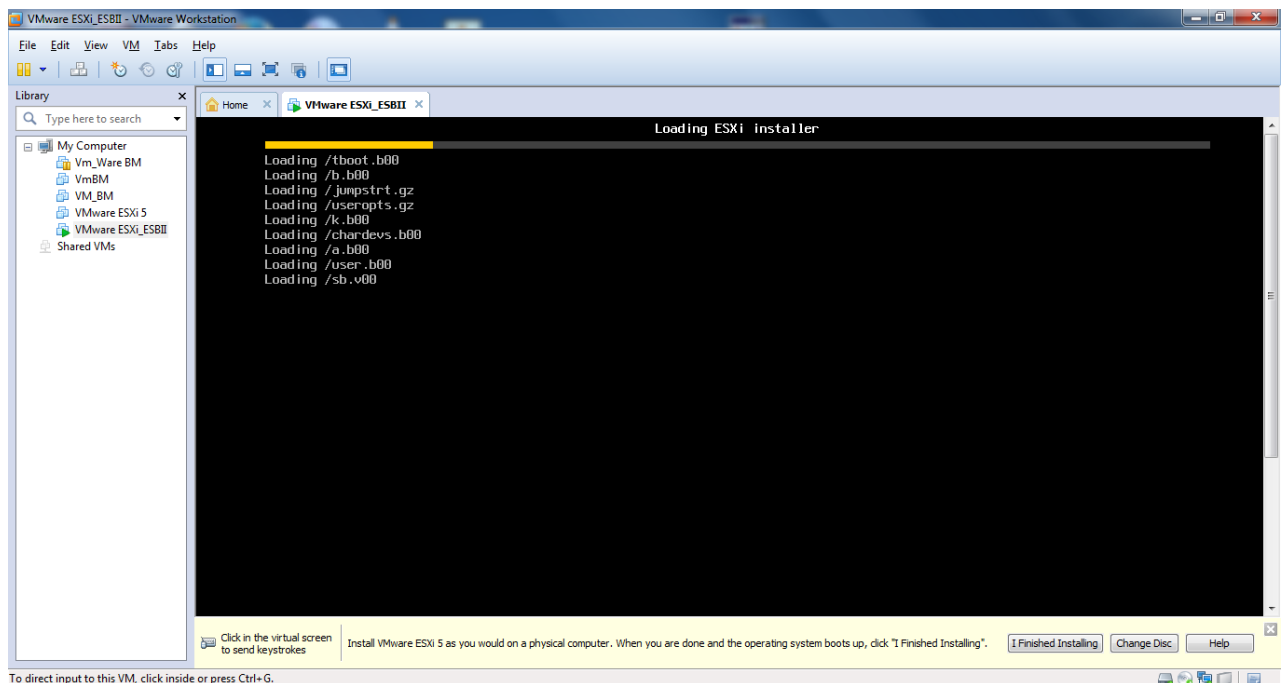 VMware ESXi_ESBII - VMware Workstation
File Edit View VM Tabs Help
Library
Type here to search
My Computer
Vm_Ware BM
VmBM
VM_BM
VMware ESXi 5
VMware ESXi_ESBII
Shared VMs
Home
VMware ESXi_ESBII
Loading ESXi installer
Loading /tboot.b00
Loading /b.b00
Loading /jumpstrt.gz
Loading /useropts.gz
Loading /k.b00
Loading /chardevs.b00
Loading /a.b00
Loading /user.b00
Loading /sb.v00
Click in the virtual screen
to send keystrokes
Install VMware ESXi 5 as you would on a physical computer. When you are done and the operating system boots up, click "I Finished Installing".
I Finished Installing
Change Disc
Help
To direct input to this VM, click inside or press Ctrl+G.